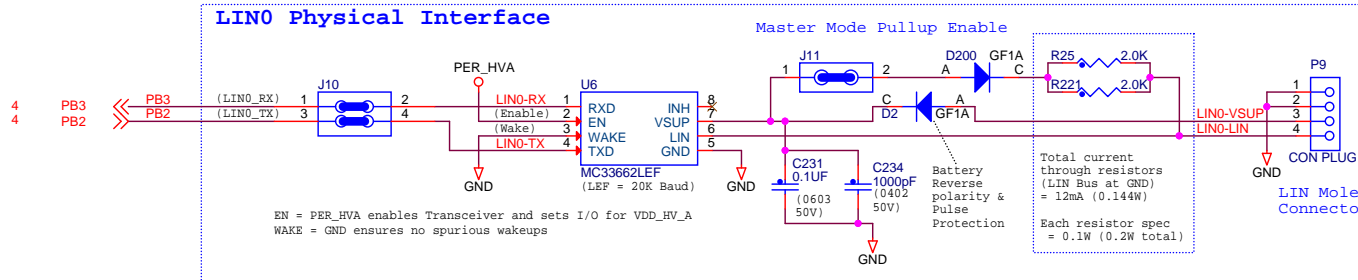 LIN0 Physical Interface
Master Mode Pullup Enable
J11
1
2
D200
GF1A
A
C
R25
2.0K
R221
2.0K
P9
1
2
3
4
CON PLUG
PER_HVA
U6
J10
4 PB3 PB3 (LIN0_RX) 1 2 LIN0-RX 1 RXD INH 8
4 PB2 PB2 (LIN0_TX) 3 4 (Enable) 2 EN VSUP 7
(Wake) 3 WAKE LIN 6
LIN0-TX 4 TXD GND 5
MC33662LEF
(LEF = 20K Baud)
C
D2
A
GF1A
LIN0-VSUP
LIN0-LIN
GND
GND
GND
GND
C231
0.1UF
(0603
50V)
C234
1000pF
(0402
50V)
Battery
Reverse
polarity &
Pulse
Protection
Total current
through resistors
(LIN Bus at GND)
= 12mA (0.144W)
Each resistor spec
= 0.1W (0.2W total)
LIN Mole
Connecto
EN = PER_HVA enables Transceiver and sets I/O for VDD_HV_A
WAKE = GND ensures no spurious wakeups